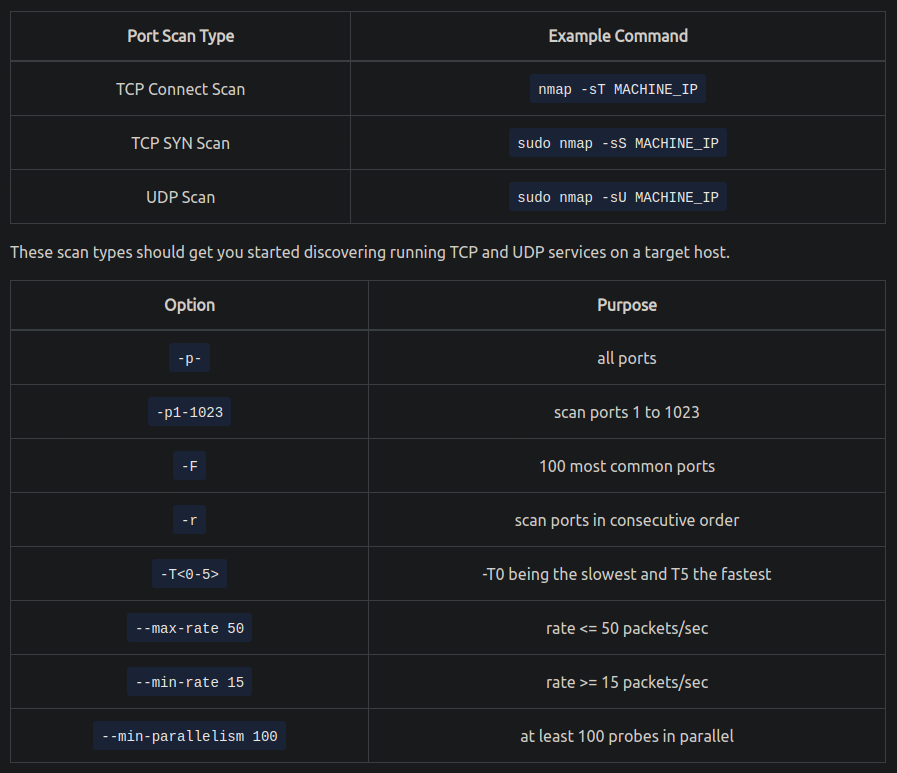 Port Scan Type Example Command
TCP Connect Scan nmap -sT MACHINE_IP
TCP SYN Scan sudo nmap -sS MACHINE_IP
UDP Scan sudo nmap -sU MACHINE_IP
These scan types should get you started discovering running TCP and UDP services on a target host.
Option Purpose
-p- all ports
-p1-1023 scan ports 1 to 1023
-F 100 most common ports
-r scan ports in consecutive order
-T<0-5> -T0 being the slowest and T5 the fastest
--max-rate 50 rate <= 50 packets/sec
--min-rate 15 rate >= 15 packets/sec
--min-parallelism 100 at least 100 probes in parallel